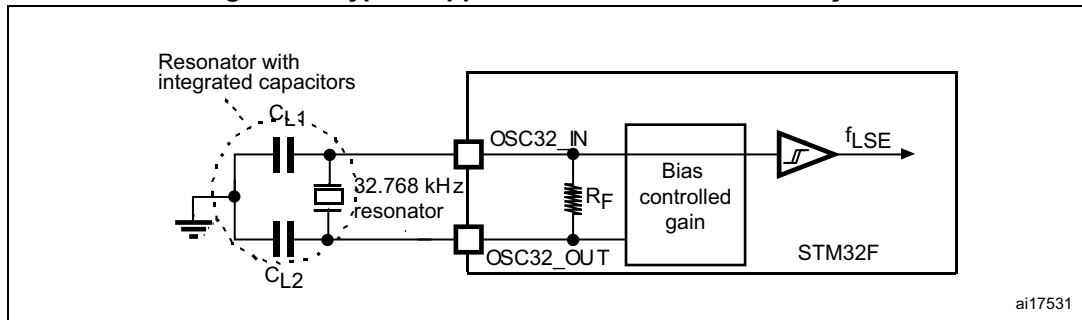 Resonator with
integrated capacitors
CL1
OSC32_IN
fLSE
32.768 kHz
resonator
RF
Bias
controlled
gain
OSC32_OUT
STM32F
CL2
ai17531